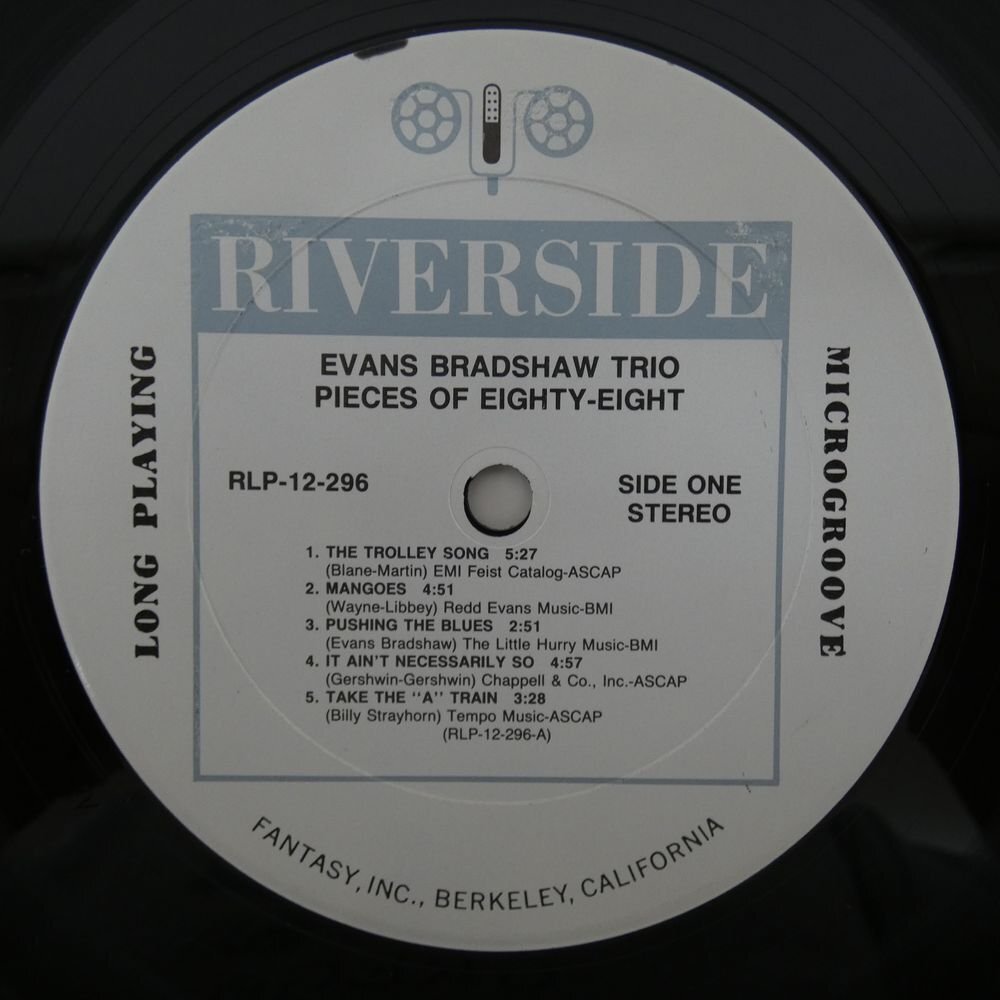 RIVERSIDE
EVANS BRADSHAW TRIO
PIECES OF EIGHTY-EIGHT
LONG PLAYING
MICROGROOVE
RLP-12-296
SIDE ONE
STEREO
1. THE TROLLEY SONG 5:27
(Blane-Martin) EMI Feist Catalog-ASCAP
2. MANGOES 4:51
(Wayne-Libbey) Redd Evans Music-BMI
3. PUSHING THE BLUES 2:51
(Evans Bradshaw) The Little Hurry Music-BMI
4. IT AIN'T NECESSARILY SO 4:57
(Gershwin-Gershwin) Chappell & Co., Inc.-ASCAP
5. TAKE THE "A" TRAIN 3:28
(Billy Strayhorn) Tempo Music-ASCAP
(RLP-12-296-A)
FANTASY, INC., BERKELEY, CALIFORNIA